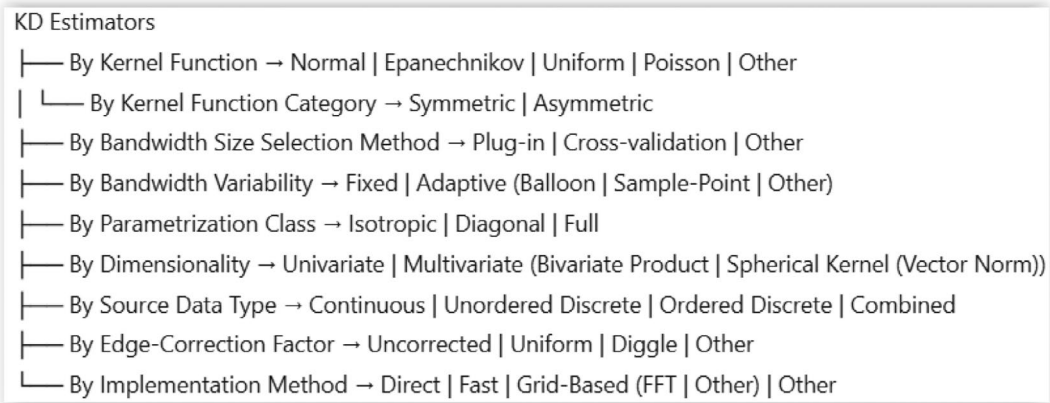 KD Estimators
├── By Kernel Function → Normal | Epanechnikov | Uniform | Poisson | Other
│ └── By Kernel Function Category → Symmetric | Asymmetric
├── By Bandwidth Size Selection Method → Plug-in | Cross-validation | Other
├── By Bandwidth Variability → Fixed | Adaptive (Balloon | Sample-Point | Other)
├── By Parametrization Class → Isotropic | Diagonal | Full
├── By Dimensionality → Univariate | Multivariate (Bivariate Product | Spherical Kernel (Vector Norm))
├── By Source Data Type → Continuous | Unordered Discrete | Ordered Discrete | Combined
├── By Edge-Correction Factor → Uncorrected | Uniform | Diggle | Other
└── By Implementation Method → Direct | Fast | Grid-Based (FFT | Other) | Other